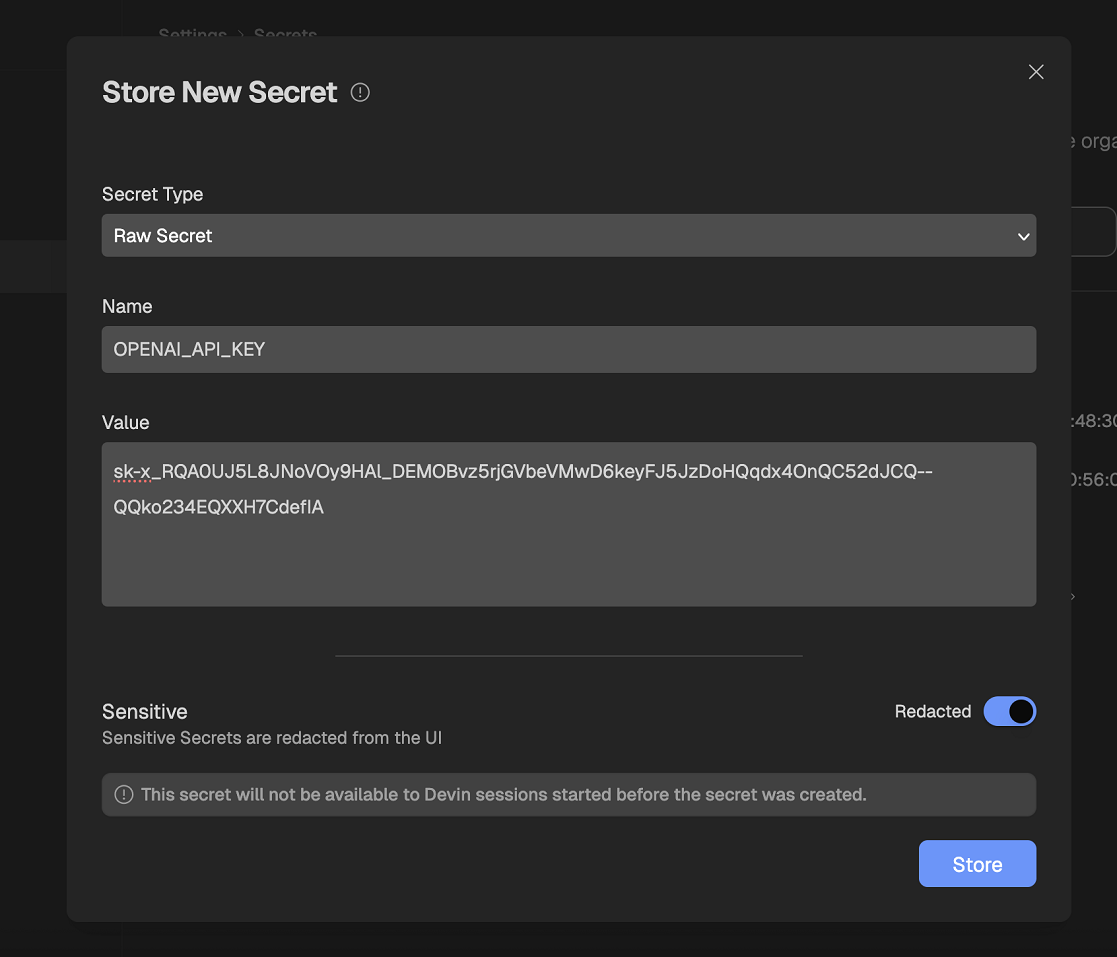 Settings > Secrets
Store New Secret
e orga
Secret Type
Raw Secret
Name
OPENAI_API_KEY
:48:30
Value
sk-x_RQA0UJ5L8JNoVOy9HAl_DEMOBvz5rjGVbeVMwD6keyFJ5JzDoHQqdx4OnQC52dJCQ--
QQko234EQXXH7CdeflA
0:56:0
Sensitive
Redacted
Sensitive Secrets are redacted from the UI
This secret will not be available to Devin sessions started before the secret was created.
Store